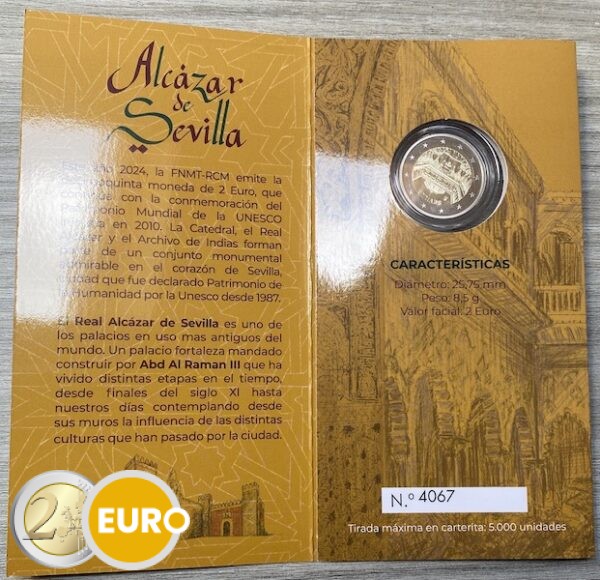 Alcázar
de
Sevilla
2024, la FNMT-RCM emite la
moneda de 2 Euro, que
con la conmemoración del
Mundial de la UNESCO
en 2010. La Catedral, el Real
y el Archivo de Indias forman
de un conjunto monumental
en el corazón de Sevilla,
ciudad que fue declarado Patrimonio de
la Humanidad por la Unesco desde 1987.
El Real Alcázar de Sevilla es uno de
los palacios en uso mas antiguos del
mundo. Un palacio fortaleza mandado
construir por Abd Al Raman III que ha
vivido distintas etapas en el tiempo,
desde finales del siglo XI hasta
nuestros días contemplando desde
sus muros la influencia de las distintas
culturas que han pasado por la ciudad.
CARACTERÍSTICAS
Diámetro: 25,75 mm
Peso: 8,5 g
Valor facial: 2 Euro
N.º 4067
Tirada máxima en carterita: 5.000 unidades
2 EURO